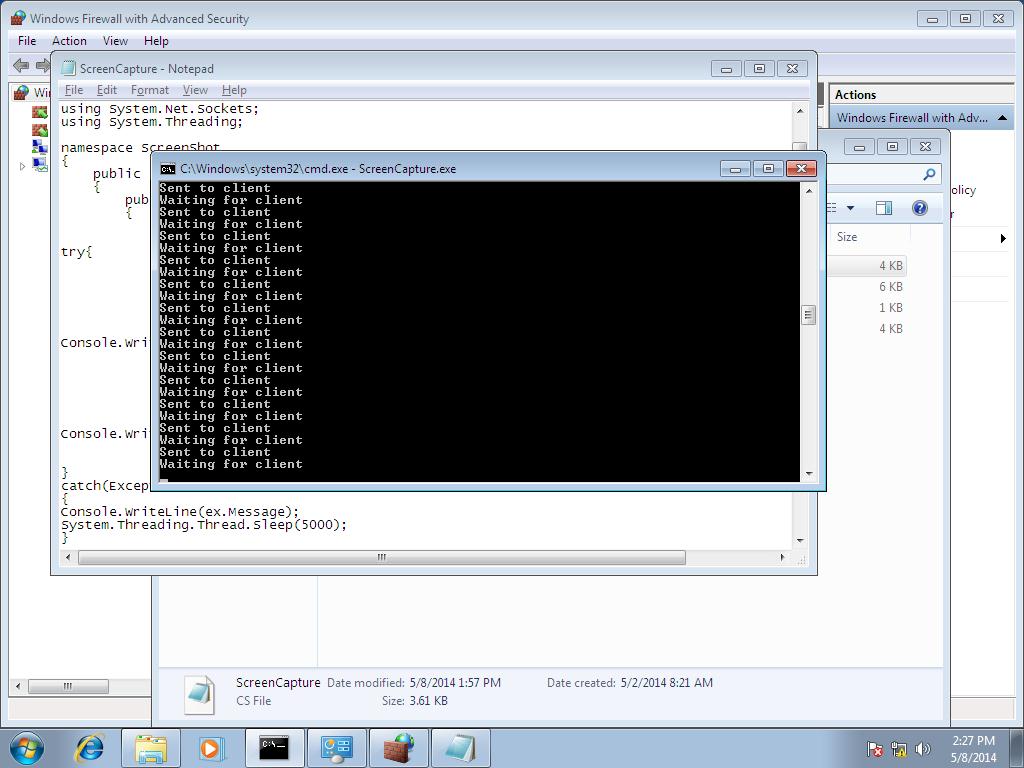 Windows Firewall with Advanced Security
File Action View Help
ScreenCapture - Notepad
File Edit Format View Help
using System.Net.Sockets;
using System.Threading;
namespace ScreenShot
{
public
{
pub
{
try{
Console.Wri
Console.Wri
}
catch(Excep
{
Console.WriteLine(ex.Message);
System.Threading.Thread.Sleep(5000);
}
C:\Windows\system32\cmd.exe - ScreenCapture.exe
Sent to client
Waiting for client
Sent to client
Waiting for client
Sent to client
Waiting for client
Sent to client
Waiting for client
Sent to client
Waiting for client
Sent to client
Waiting for client
Sent to client
Waiting for client
Sent to client
Waiting for client
Sent to client
Waiting for client
Sent to client
Waiting for client
Sent to client
Waiting for client
Sent to client
Waiting for client
Wi
Actions
Windows Firewall with Adv...
olicy
r
Size
4 KB
6 KB
1 KB
4 KB
ScreenCapture Date modified: 5/8/2014 1:57 PM Date created: 5/2/2014 8:21 AM
CS File Size: 3.61 KB
2:27 PM
5/8/2014